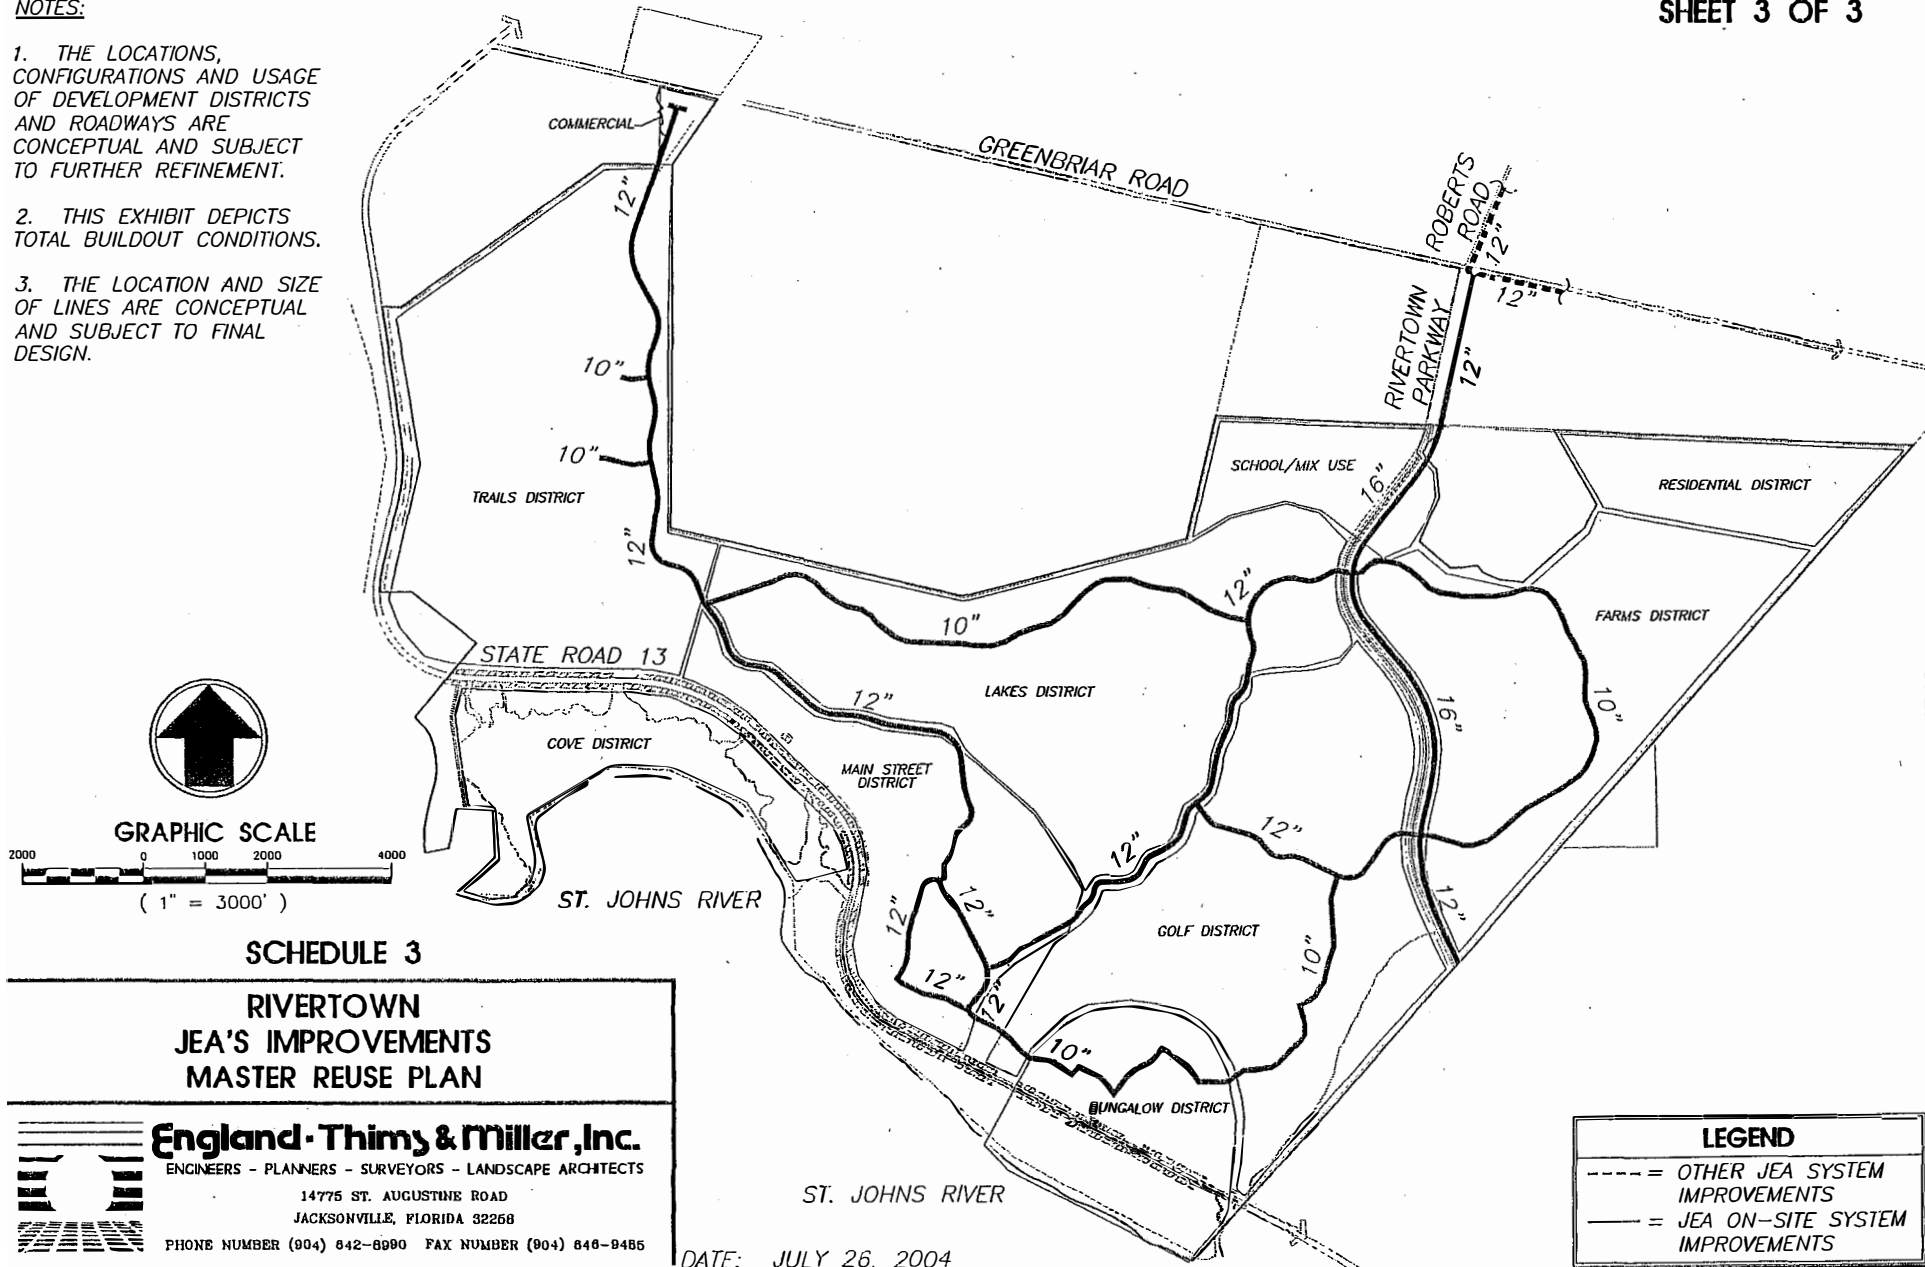 NOTES:
1. THE LOCATIONS,
CONFIGURATIONS AND USAGE
OF DEVELOPMENT DISTRICTS
AND ROADWAYS ARE
CONCEPTUAL AND SUBJECT
TO FURTHER REFINEMENT.
2. THIS EXHIBIT DEPICTS
TOTAL BUILDOUT CONDITIONS.
3. THE LOCATION AND SIZE
OF LINES ARE CONCEPTUAL
AND SUBJECT TO FINAL
DESIGN.
SHEET 3 OF 3
COMMERCIAL
GREENBRIAR ROAD
ROBERTS
ROAD
12"
12"
12"
RIVERTOWN
PARKWAY
12"
10"
10"
TRAILS DISTRICT
12"
SCHOOL/MIX USE
16"
RESIDENTIAL DISTRICT
FARMS DISTRICT
12"
10"
STATE ROAD 13
LAKES DISTRICT
12"
16"
10"
COVE DISTRICT
MAIN STREET
DISTRICT
12"
12"
12"
12"
12"
GOLF DISTRICT
10"
12"
12"
10"
BUNGALOW DISTRICT
ST. JOHNS RIVER
ST. JOHNS RIVER
GRAPHIC SCALE
2000 0 1000 2000 4000
( 1" = 3000' )
SCHEDULE 3
RIVERTOWN
JEA'S IMPROVEMENTS
MASTER REUSE PLAN
England-Thims & Miller, Inc.
ENGINEERS - PLANNERS - SURVEYORS - LANDSCAPE ARCHITECTS
14775 ST. AUGUSTINE ROAD
JACKSONVILLE, FLORIDA 32258
PHONE NUMBER (904) 642-8990 FAX NUMBER (904) 646-9485
DATE: JULY 26, 2004
LEGEND
= OTHER JEA SYSTEM
IMPROVEMENTS
= JEA ON-SITE SYSTEM
IMPROVEMENTS